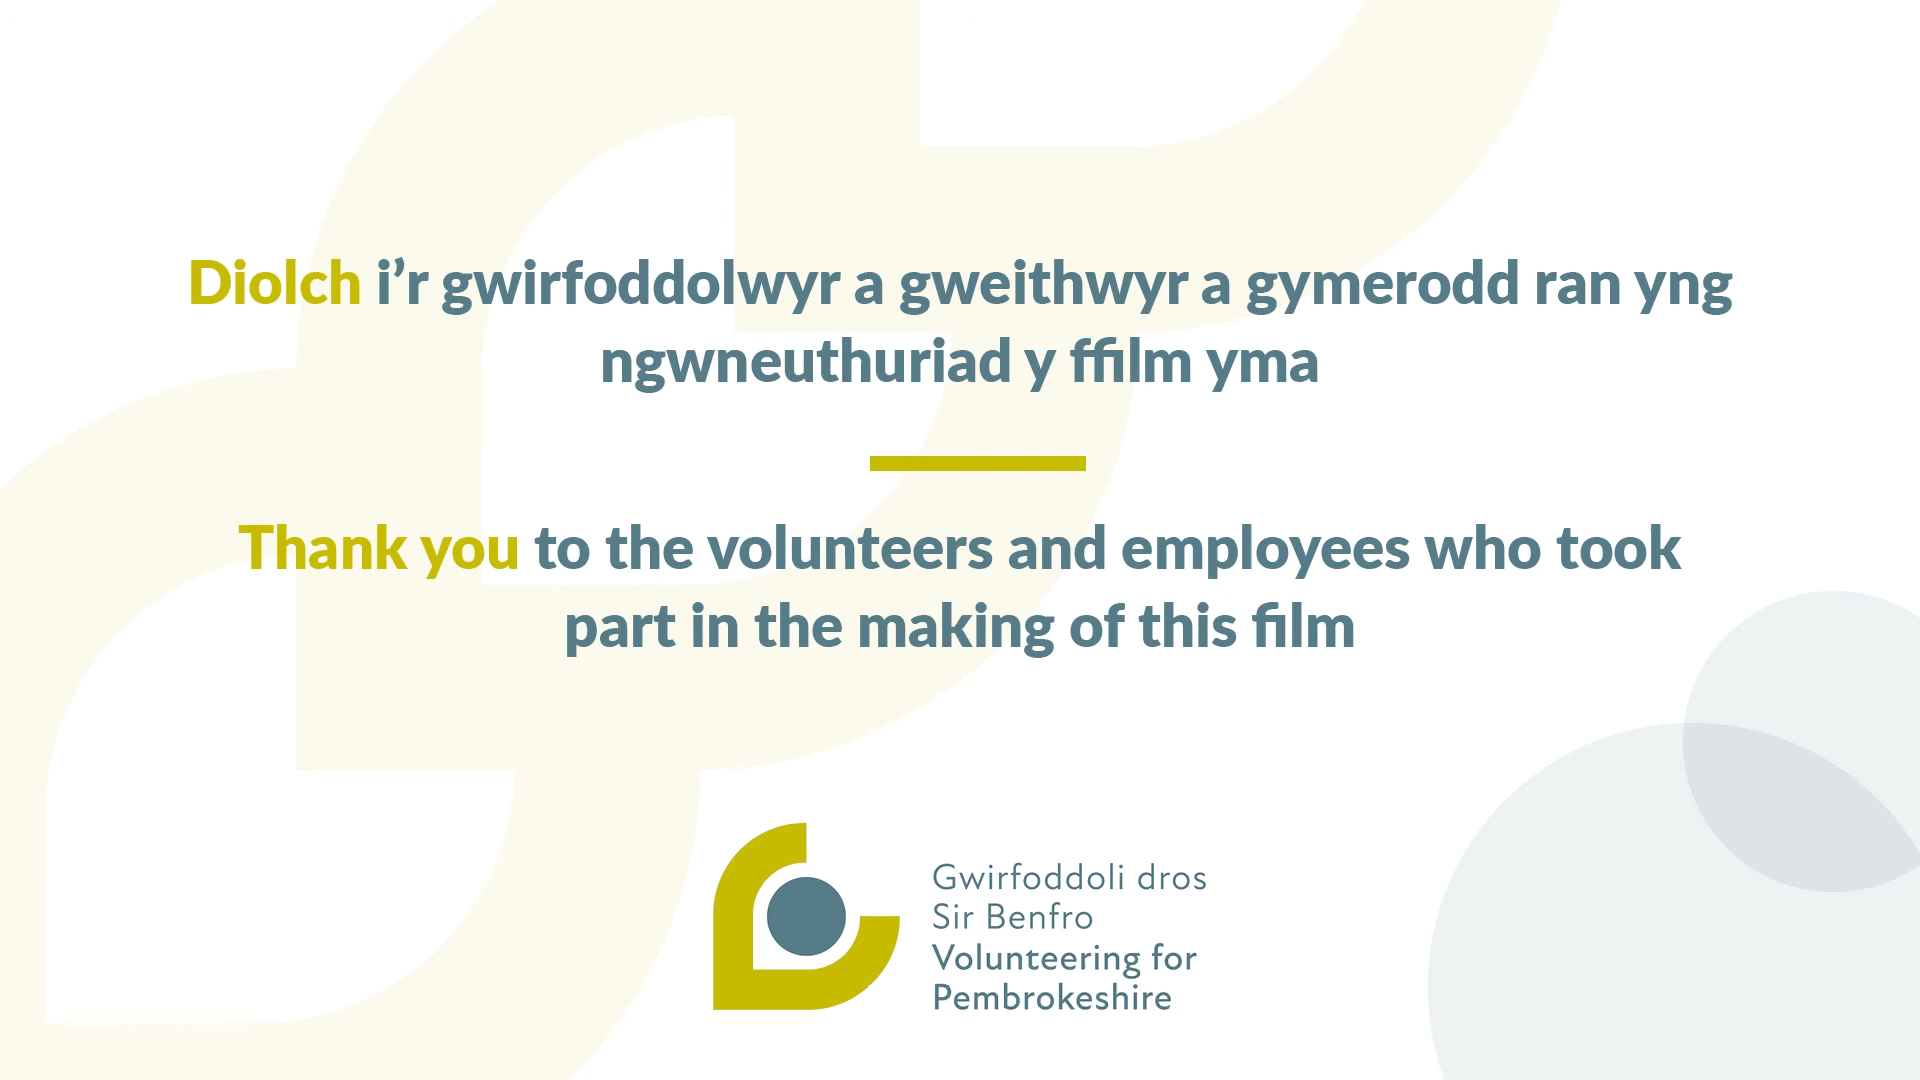 Diolch i’r gwirfoddolwyr a gweithwyr a gymerodd ran yng
ngwneuthuriad y ffilm yma
Thank you to the volunteers and employees who took
part in the making of this film
Gwirfoddoli dros
Sir Benfro
Volunteering for
Pembrokeshire